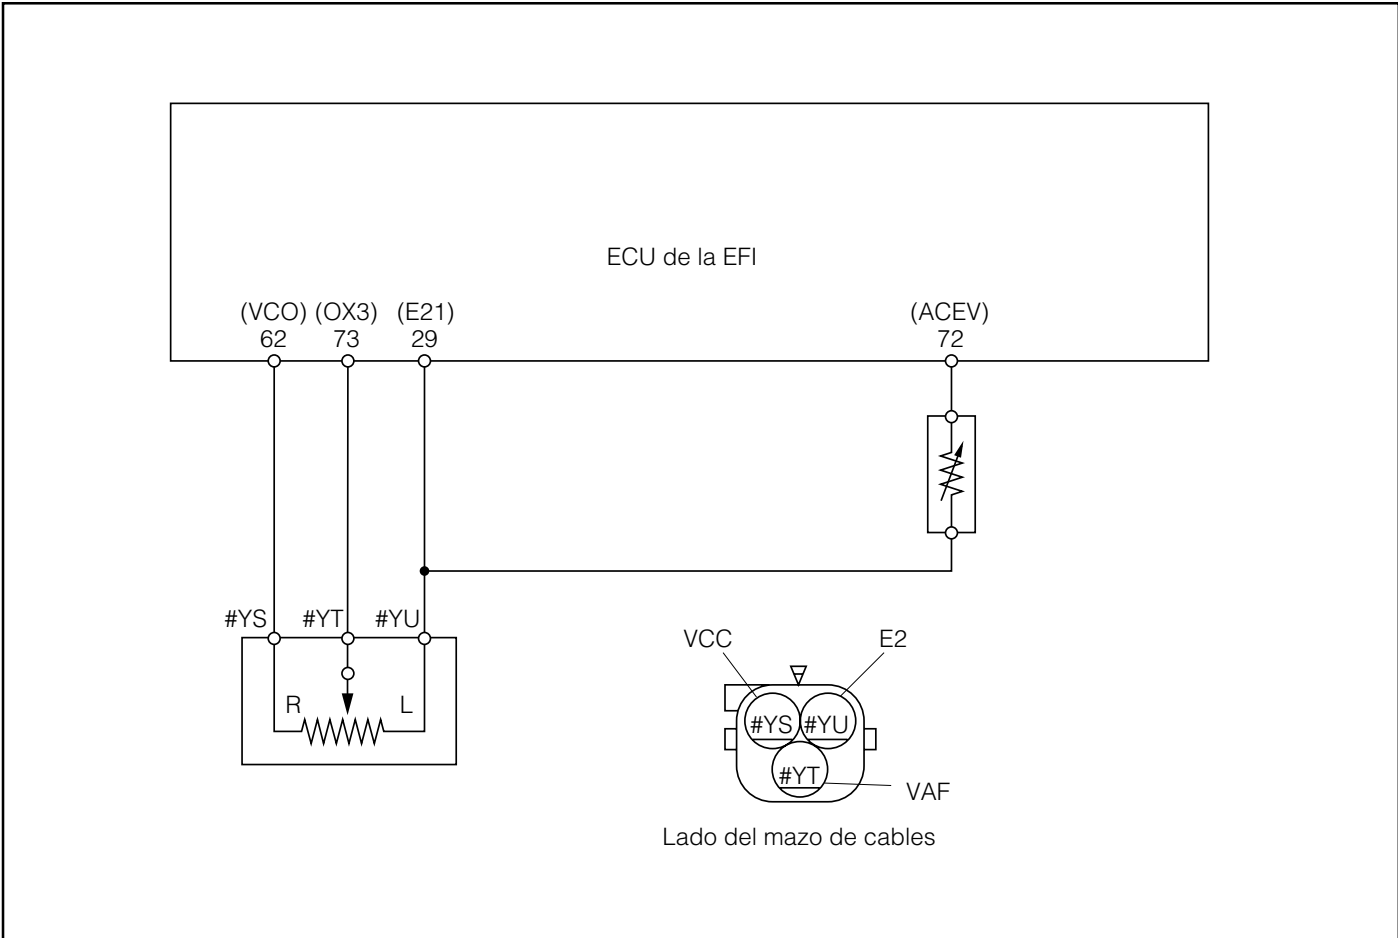 ECU de la EFI
(VCO) (OX3) (E21) (ACEV)
62 73 29 72
#YS #YT #YU
R L
VCC E2
#YS #YU
#YT
VAF
Lado del mazo de cables